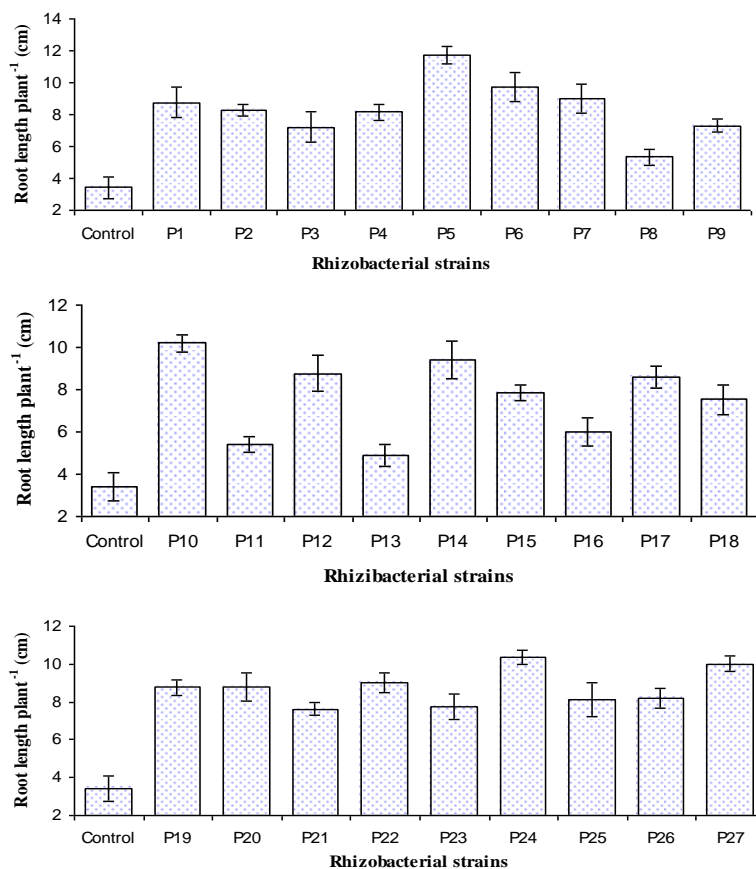 Root length plant⁻¹ (cm)
14
12
10
8
6
4
2
Control P1 P2 P3 P4 P5 P6 P7 P8 P9
Rhizobacterial strains
Root length plant⁻¹ (cm)
12
10
8
6
4
2
Control P10 P11 P12 P13 P14 P15 P16 P17 P18
Rhizibacterial strains
Root length plant⁻¹ (cm)
12
10
8
6
4
2
Control P19 P20 P21 P22 P23 P24 P25 P26 P27
Rhizobacterial strains